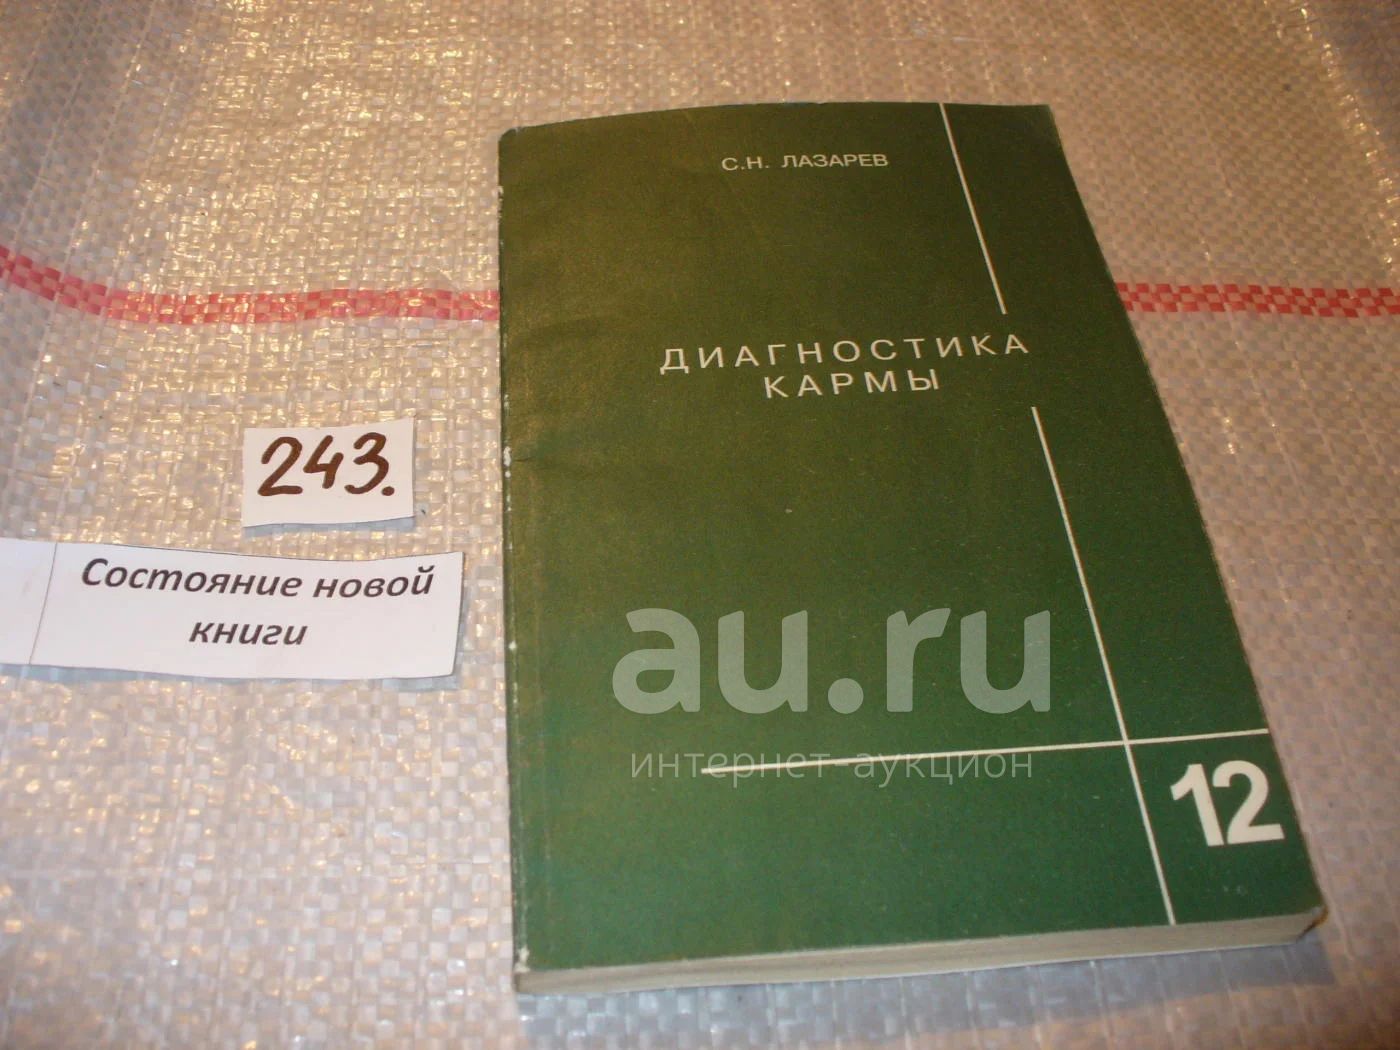 С.Н. ЛАЗАРЕВ
ДИАГНОСТИКА
КАРМЫ
243.
Состояние новой
книги
au.ru
интернет-аукцион
12